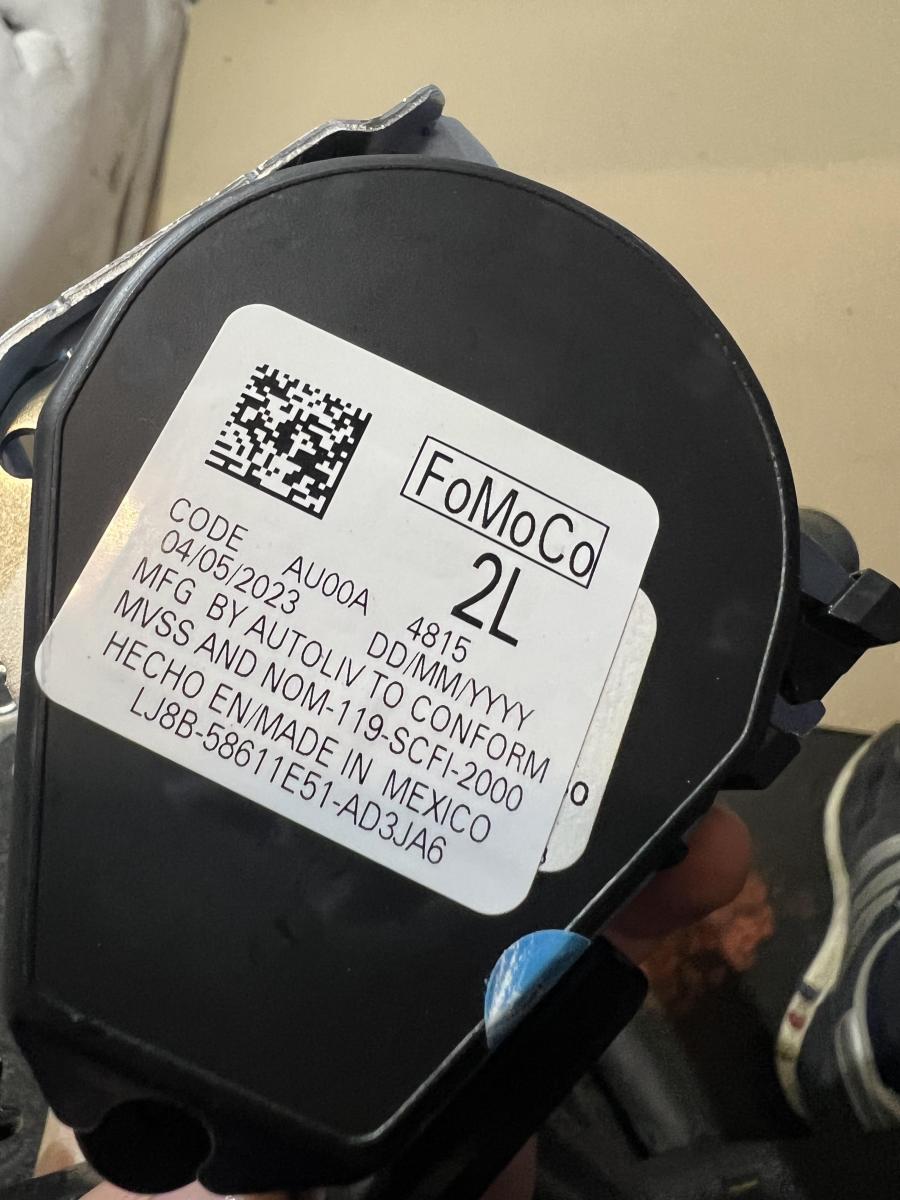 FoMoCo
2L
CODE AU00A 4815
04/05/2023 DD/MM/YYYY
MFG BY AUTOLIV TO CONFORM
MVSS AND NOM-119-SCFI-2000
HECHO EN/MADE IN MEXICO
LJ8B-58611E51-AD3JA6